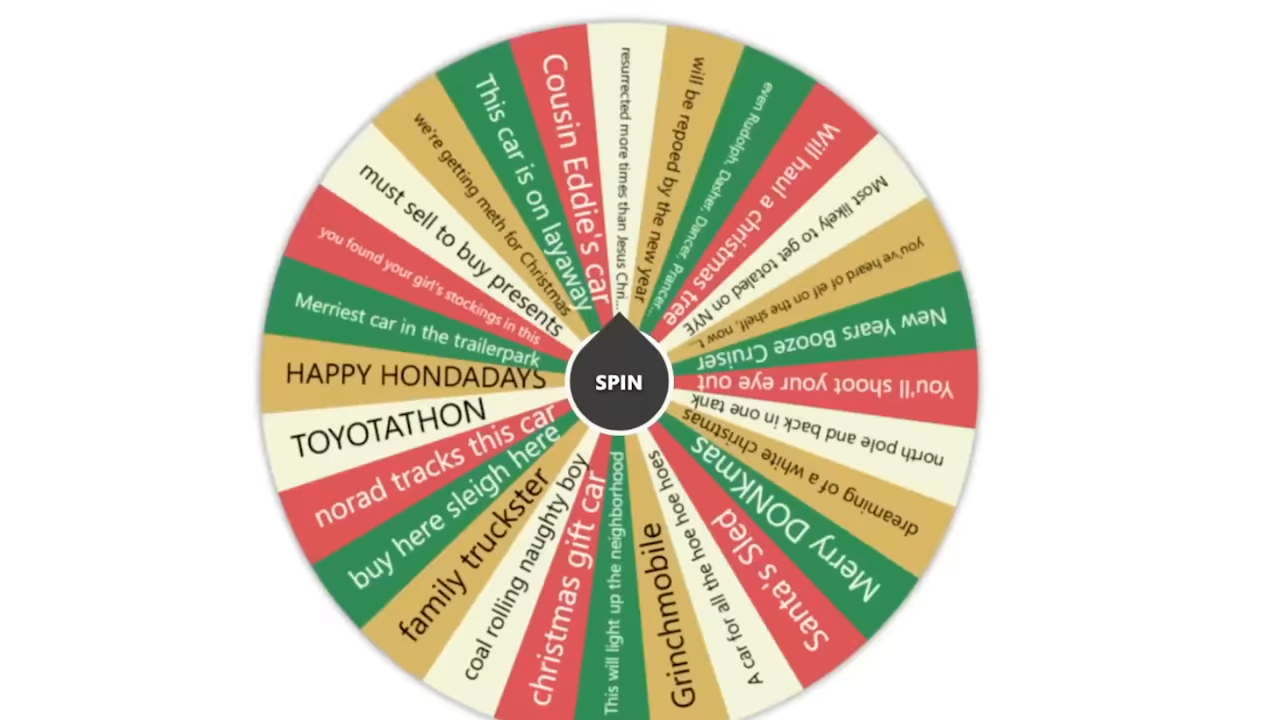 resurrected more times than Jesus Chri...
will be repoed by the new year
even Rudolph, Dasher, Dancer, Prancer...
Will haul a christmas tree
Most likely to get totaled on NYE
you've heard of elf on the shelf, now t...
New Years Booze Cruiser
You'll shoot your eye out
north pole and back in one tank
dreaming of a white christmas
Merry DONKmas
Santa's Sled
A car for all the hoe hoe hoes
Grinchmobile
This will light up the neighborhood
christmas gift car
coal rolling naughty boy
family truckster
buy here sleigh here
norad tracks this car
TOYOTATHON
HAPPY HONDADAYS
Merriest car in the trailerpark
you found your girl's stockings in this
must sell to buy presents
we're getting meth for Christmas
This car is on layaway
Cousin Eddie's car
SPIN